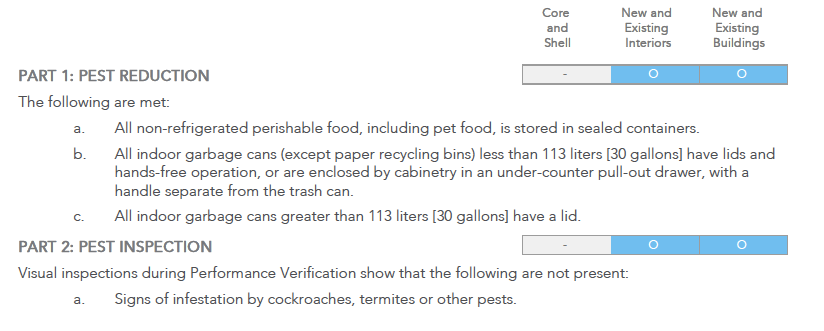 Core and Shell
New and Existing Interiors
New and Existing Buildings
PART 1: PEST REDUCTION
- O O
The following are met:
a. All non-refrigerated perishable food, including pet food, is stored in sealed containers.
b. All indoor garbage cans (except paper recycling bins) less than 113 liters [30 gallons] have lids and
hands-free operation, or are enclosed by cabinetry in an under-counter pull-out drawer, with a
handle separate from the trash can.
c. All indoor garbage cans greater than 113 liters [30 gallons] have a lid.
PART 2: PEST INSPECTION
- O O
Visual inspections during Performance Verification show that the following are not present:
a. Signs of infestation by cockroaches, termites or other pests.